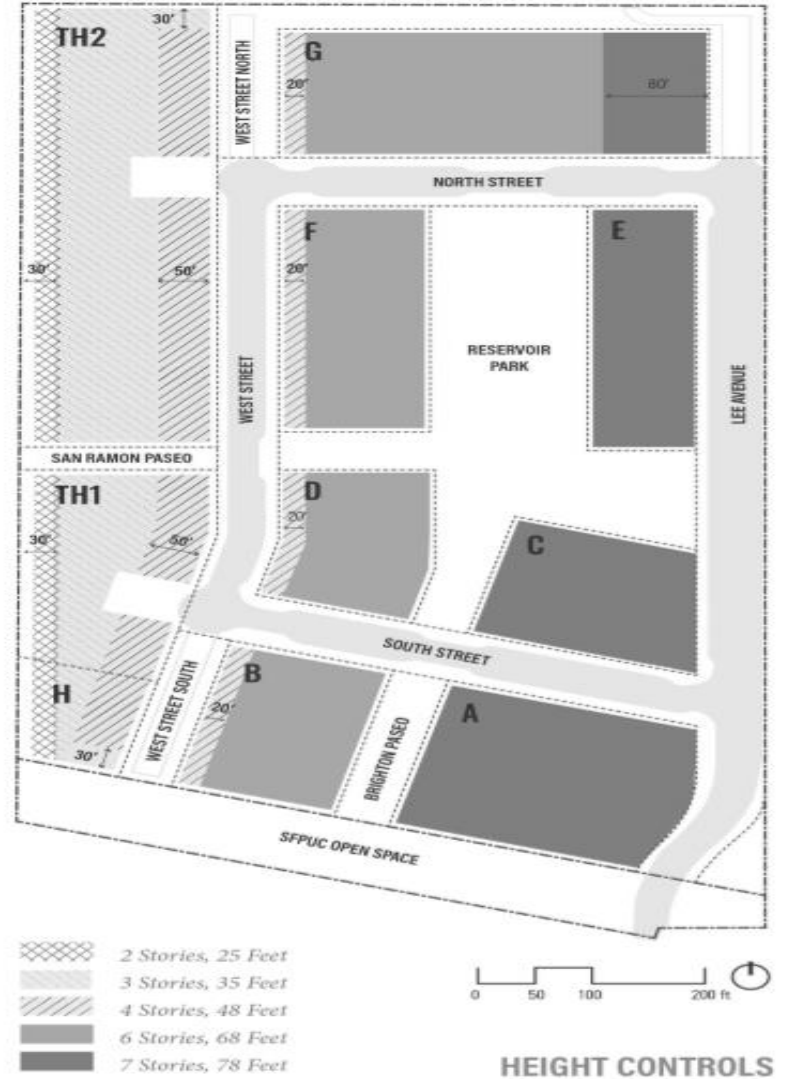 30'
TH2
WEST STREET NORTH
G
20'
80'
NORTH STREET
F
E
30'
50'
20'
RESERVOIR
PARK
WEST STREET
LEE AVENUE
SAN RAMON PASEO
TH1
D
20'
30'
50'
C
SOUTH STREET
H
WEST STREET SOUTH
B
20'
A
BRIGHTON PASEO
30'
SFPUC OPEN SPACE
2 Stories, 25 Feet
3 Stories, 35 Feet
4 Stories, 48 Feet
6 Stories, 68 Feet
7 Stories, 78 Feet
0 50 100 200 ft
HEIGHT CONTROLS